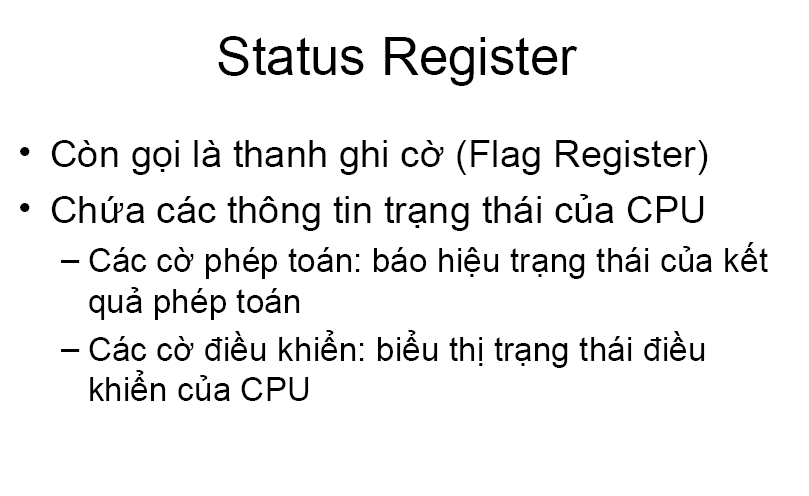 Status Register
• Còn gọi là thanh ghi cờ (Flag Register)
• Chứa các thông tin trạng thái của CPU
– Các cờ phép toán: báo hiệu trạng thái của kết
quả phép toán
– Các cờ điều khiển: biểu thị trạng thái điều
khiển của CPU